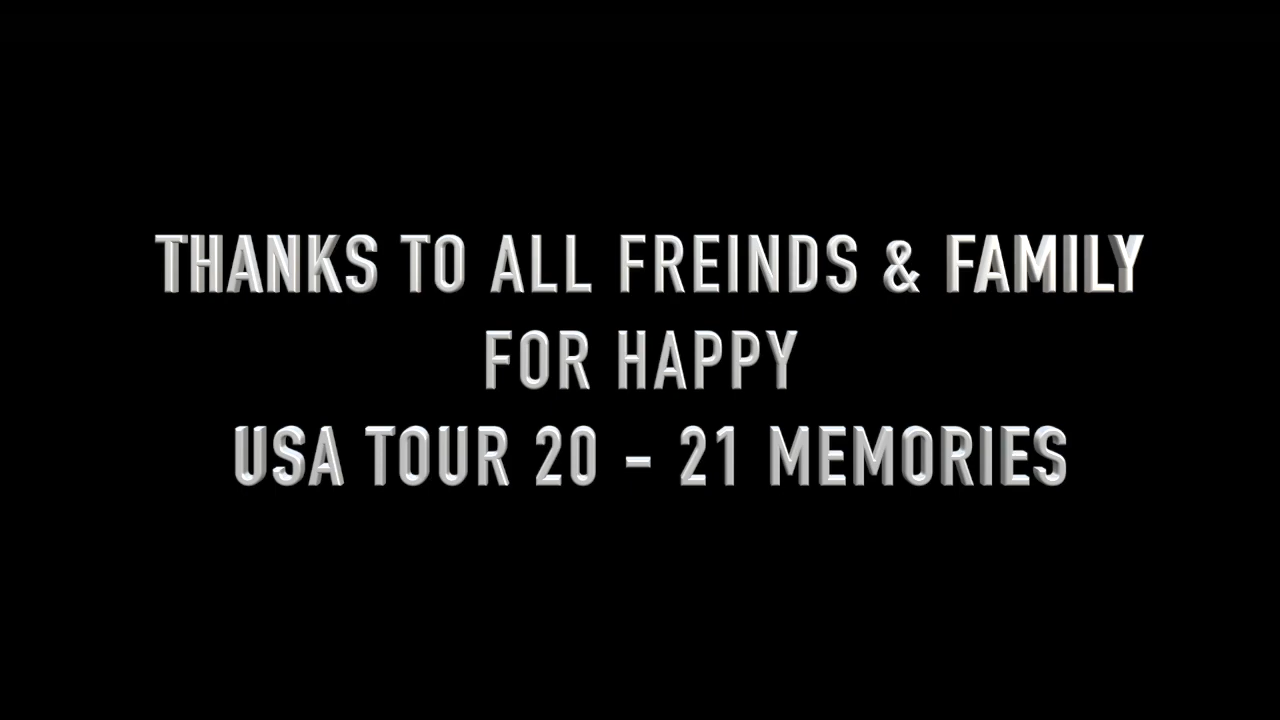 THANKS TO ALL FREINDS & FAMILY
FOR HAPPY
USA TOUR 20 - 21 MEMORIES